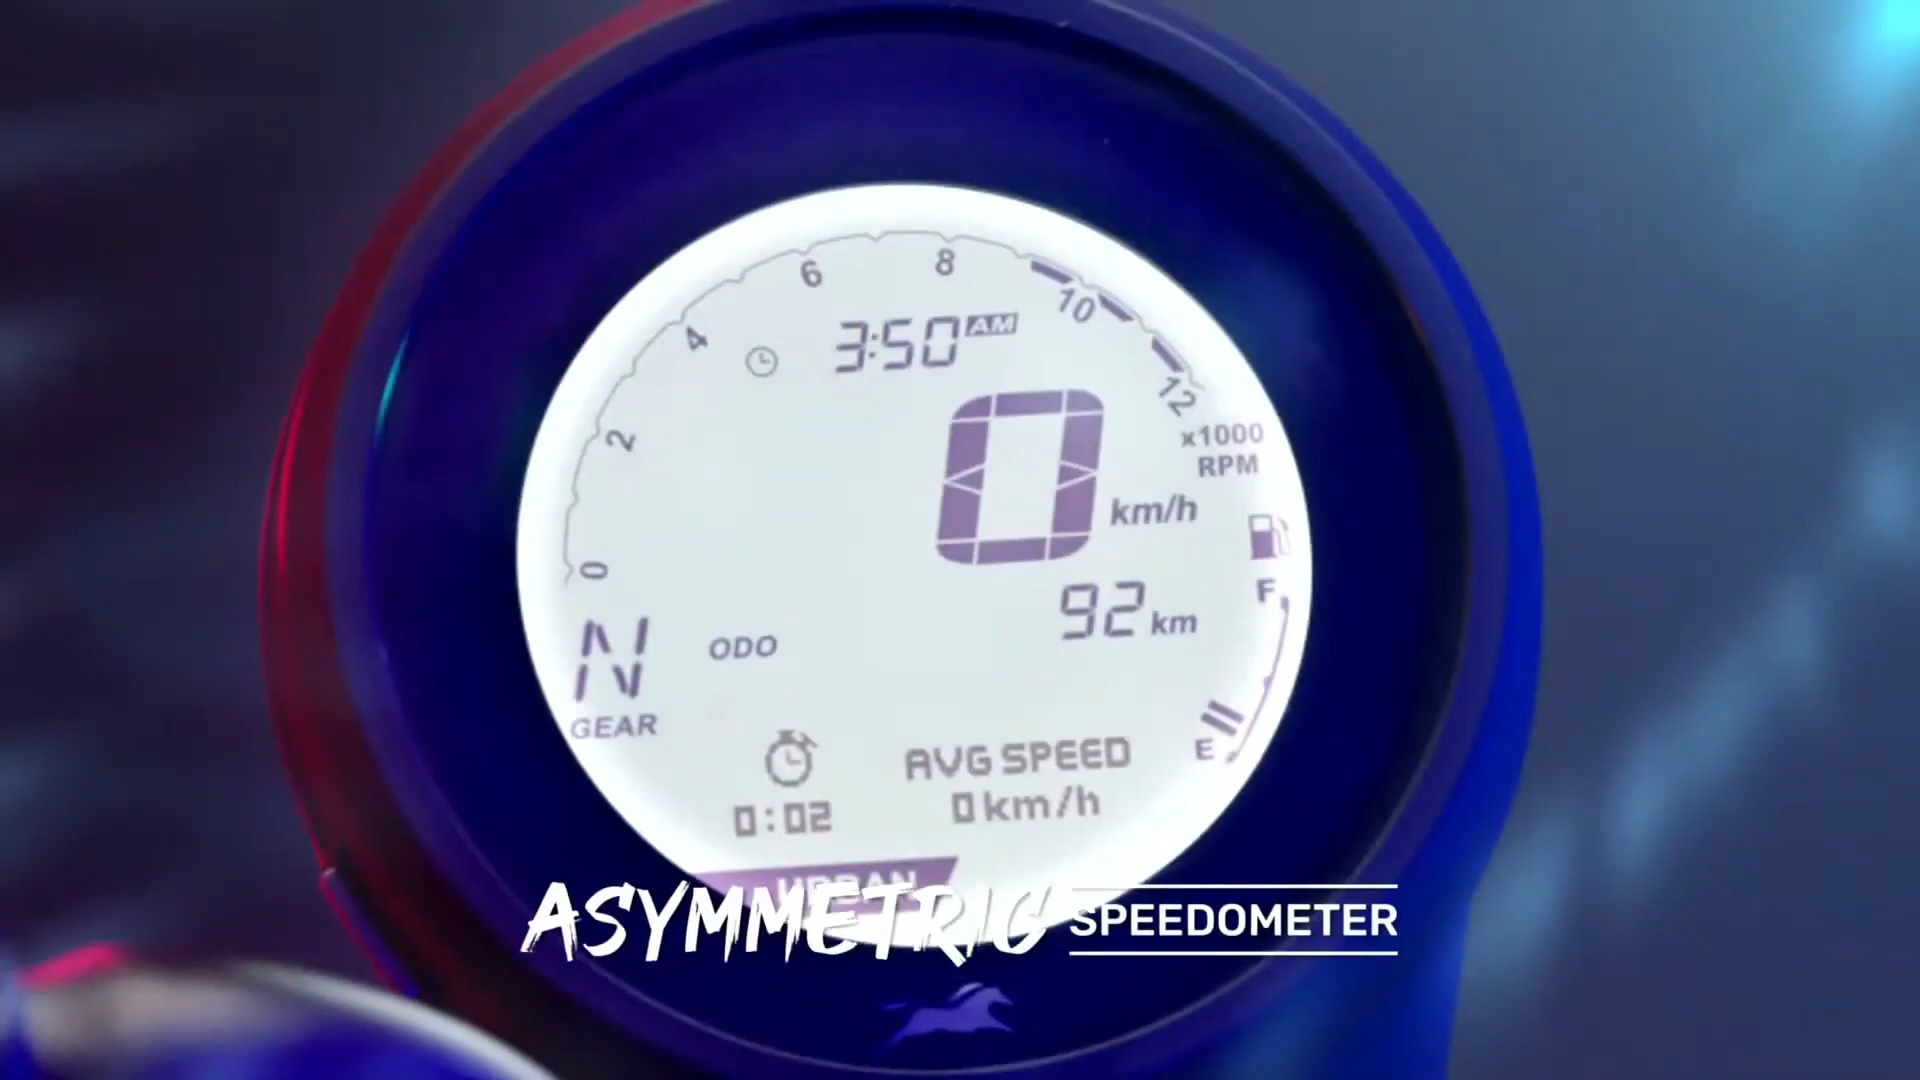 6 8
4 10
3:50 AM
2 12
0
km/h
x1000
RPM
0
F
92 km
N
ODO
GEAR
E
AVG SPEED
0:02
0 km/h
URBAN
ASYMMETRIC SPEEDOMETER